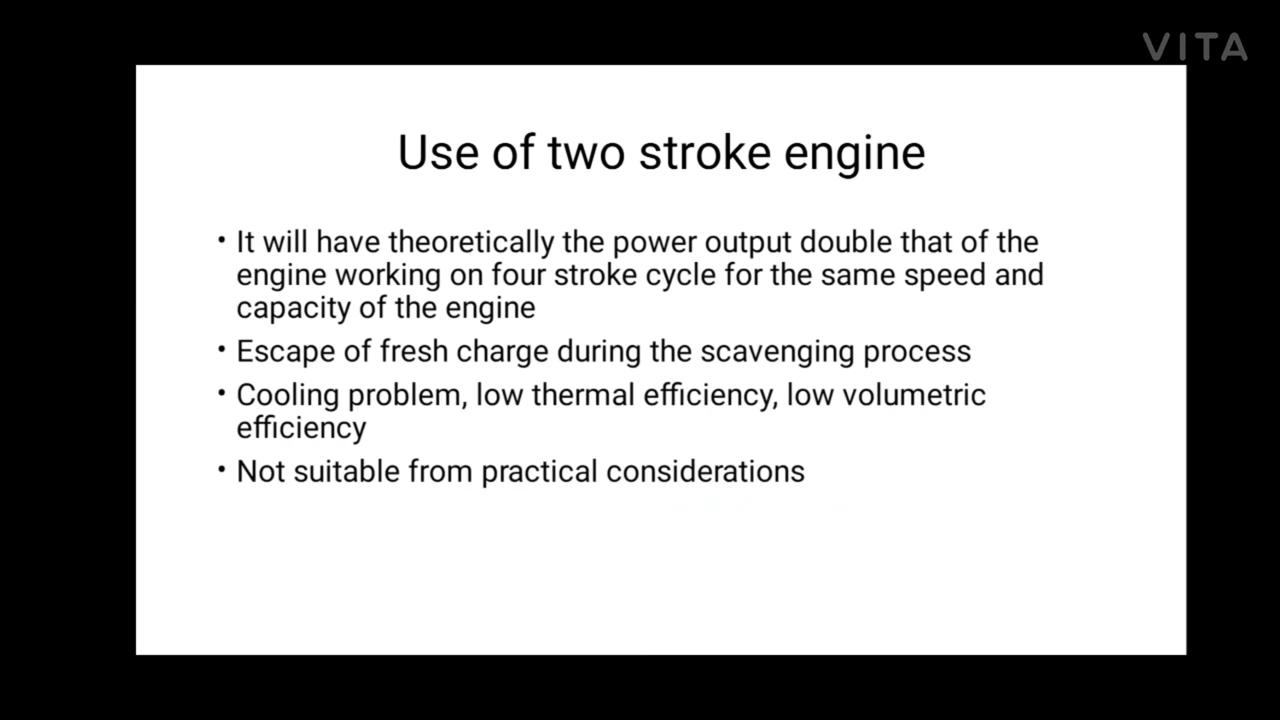 VITA
Use of two stroke engine
• It will have theoretically the power output double that of the
engine working on four stroke cycle for the same speed and
capacity of the engine
• Escape of fresh charge during the scavenging process
• Cooling problem, low thermal efficiency, low volumetric
efficiency
• Not suitable from practical considerations